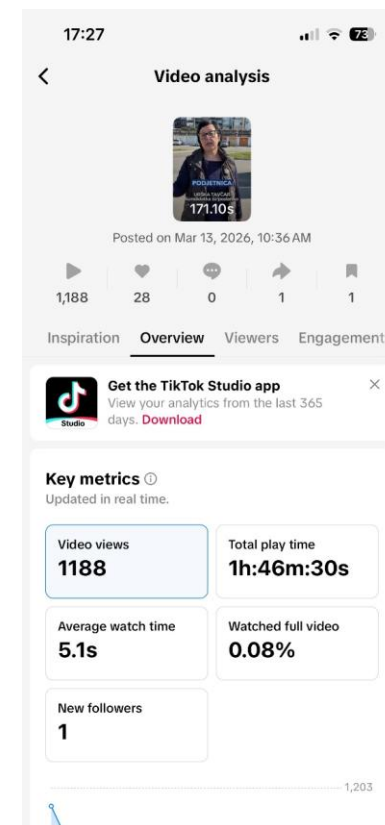 17:27
73
Video analysis
PODJETNICA
171.10s
Posted on Mar 13, 2026, 10:36 AM
1,188 28 0 1 1
Inspiration Overview Viewers Engagement
Get the TikTok Studio app
View your analytics from the last 365
days. Download
Studio
Key metrics
Updated in real time.
Video views
1188
Total play time
1h:46m:30s
Average watch time
5.1s
Watched full video
0.08%
New followers
1
1,203